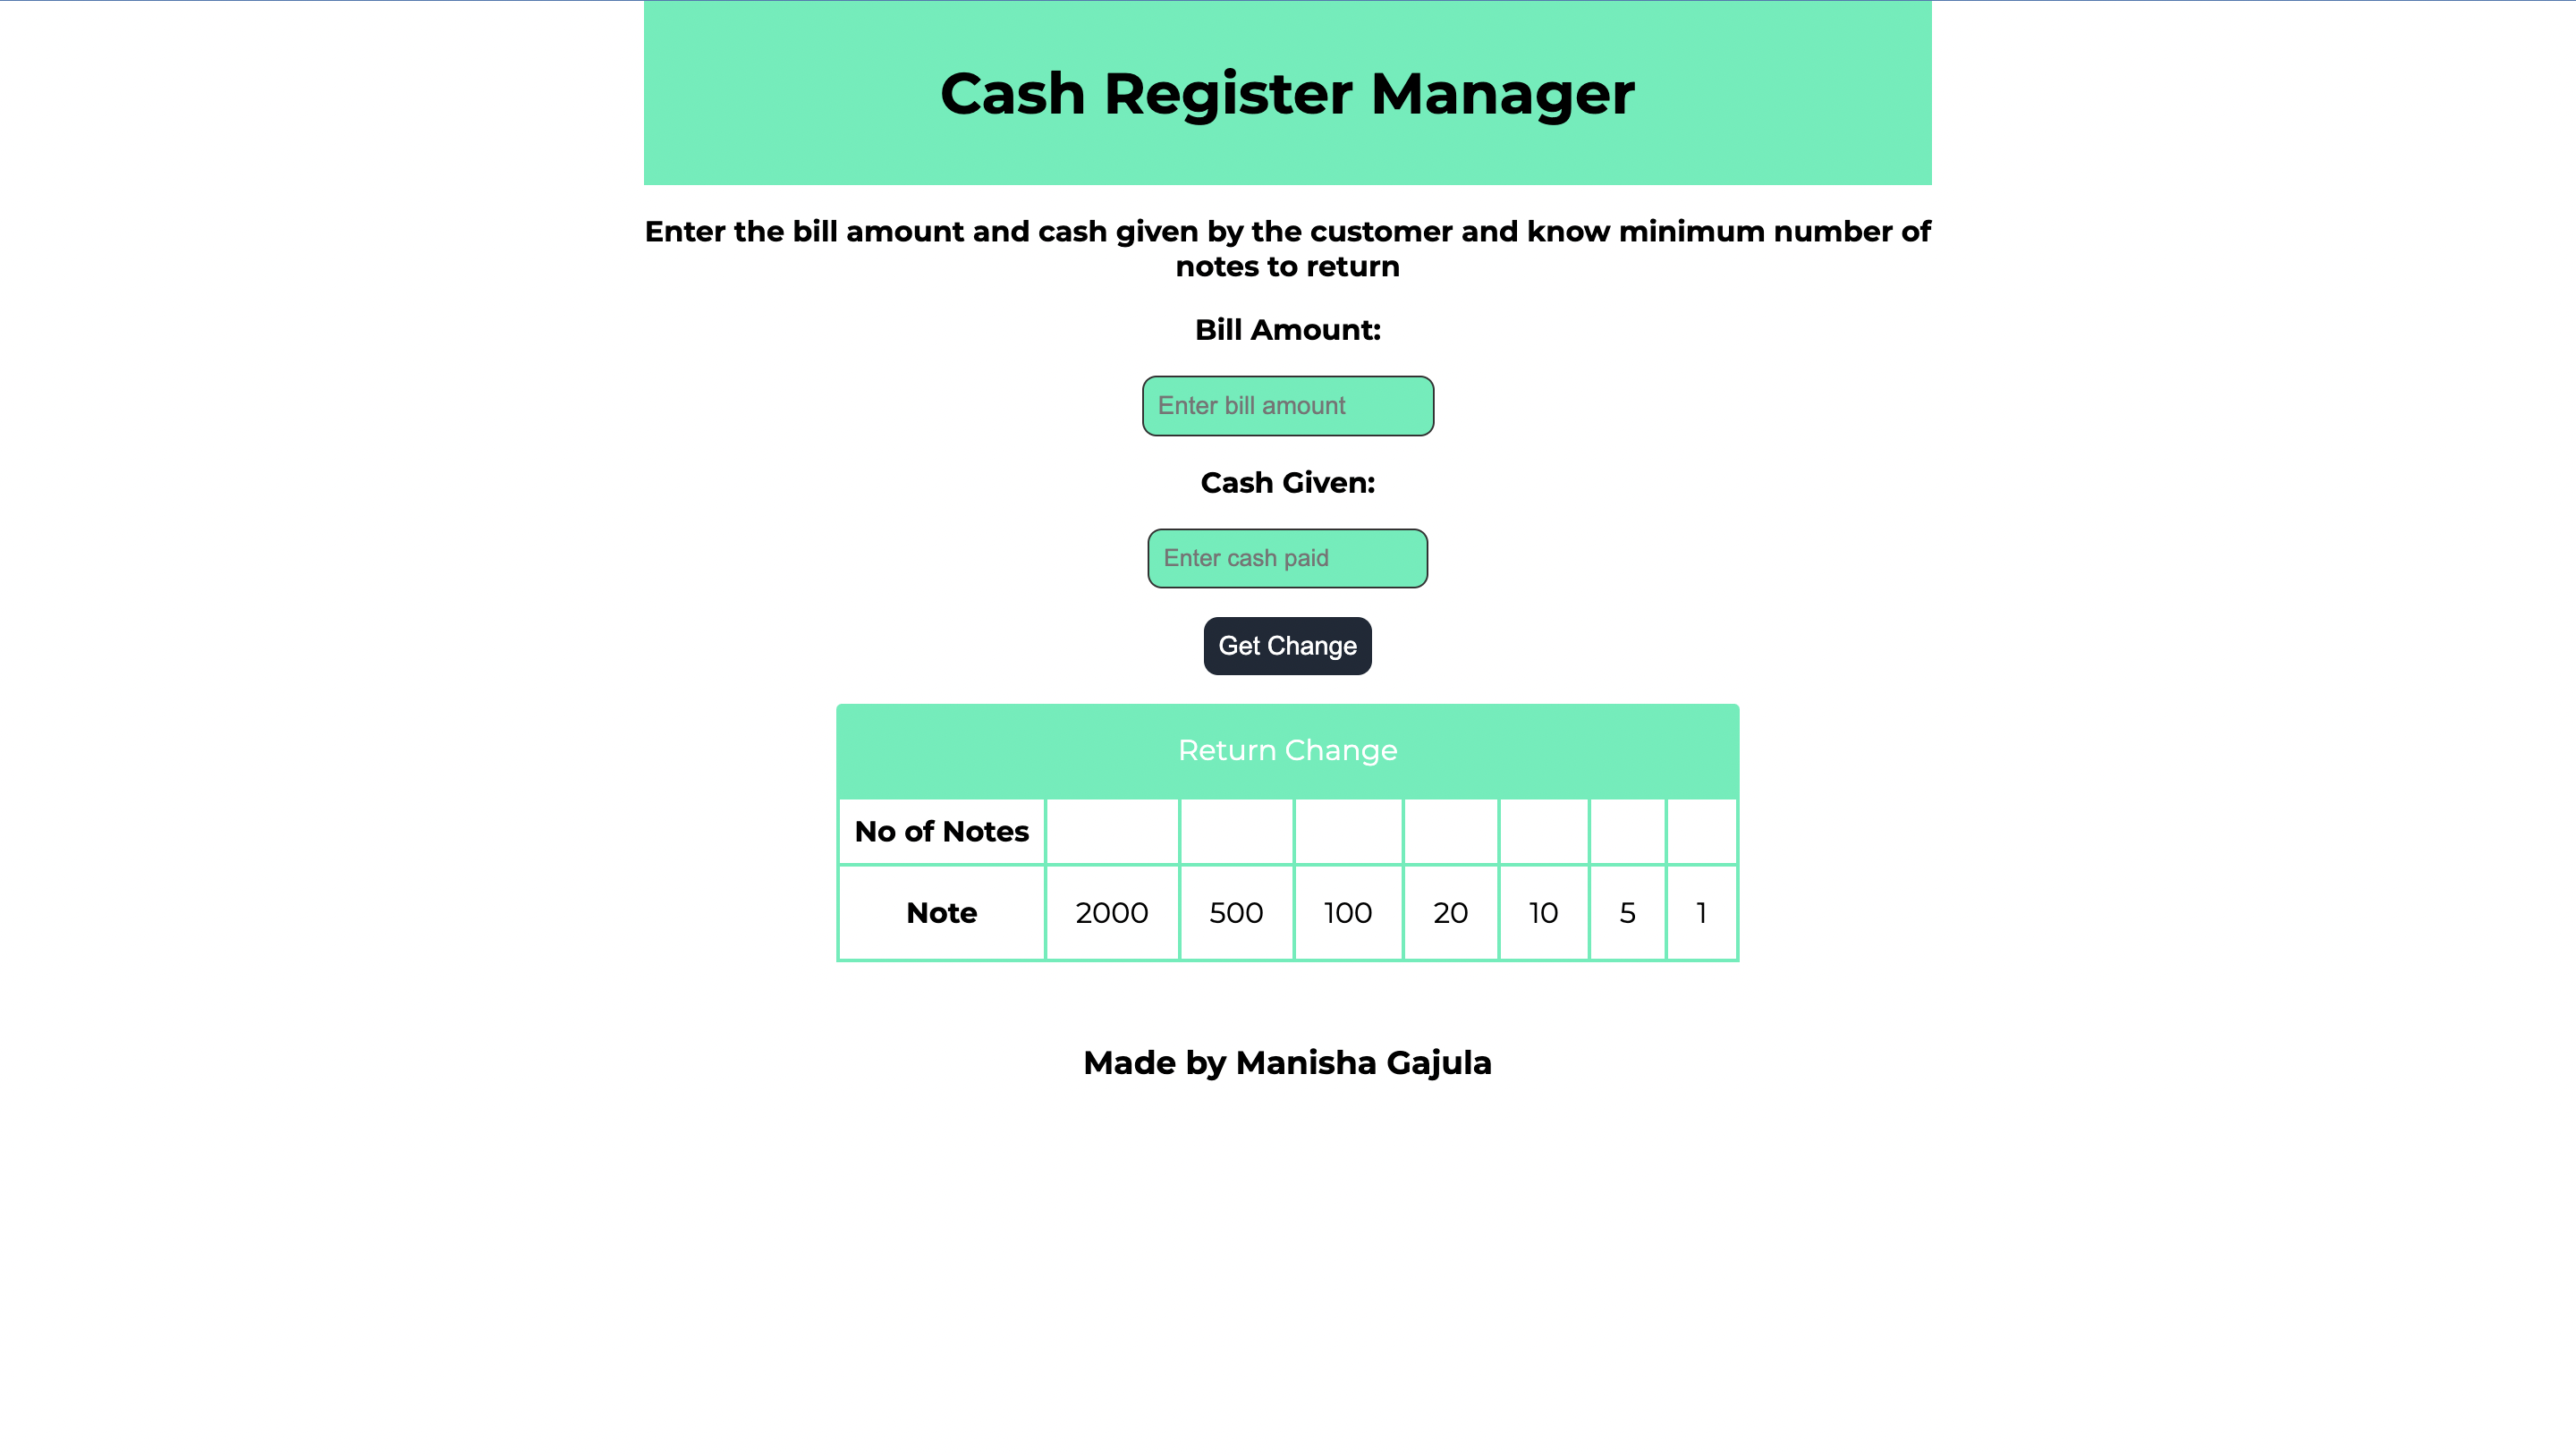 Cash Register Manager
Enter the bill amount and cash given by the customer and know minimum number of
notes to return
Bill Amount:
Enter bill amount
Cash Given:
Enter cash paid
Get Change
Return Change
No of Notes
Note 2000 500 100 20 10 5 1
Made by Manisha Gajula